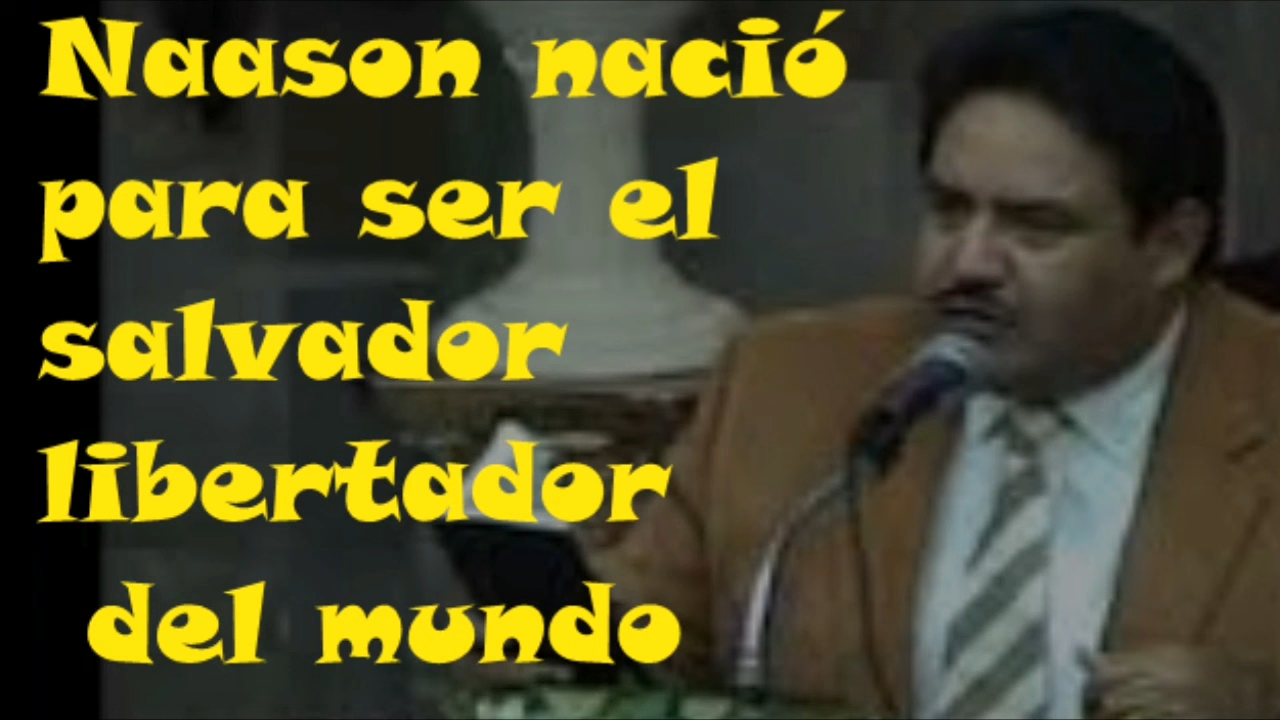 Naason nació
para ser el
salvador
libertador
del mundo